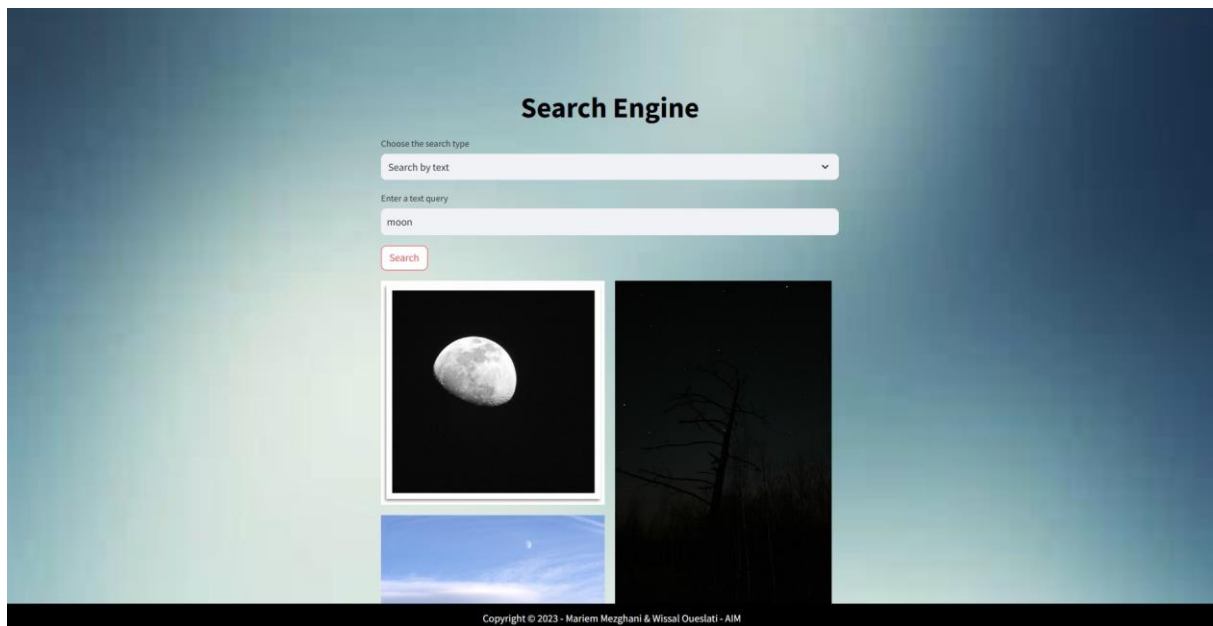 Search Engine
Choose the search type
Search by text
Enter a text query
moon
Search
Copyright © 2023 - Mariem Mezghani & Wissal Oueslati - AIM